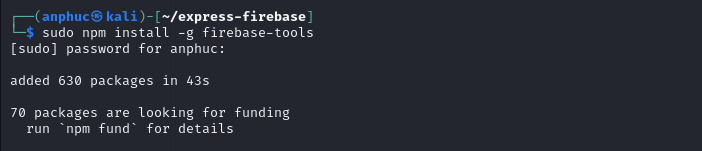 ┌──(anphuc㉿kali)-[~/express-firebase]
└─$ sudo npm install -g firebase-tools
[sudo] password for anphuc:
added 630 packages in 43s
70 packages are looking for funding
  run `npm fund` for details